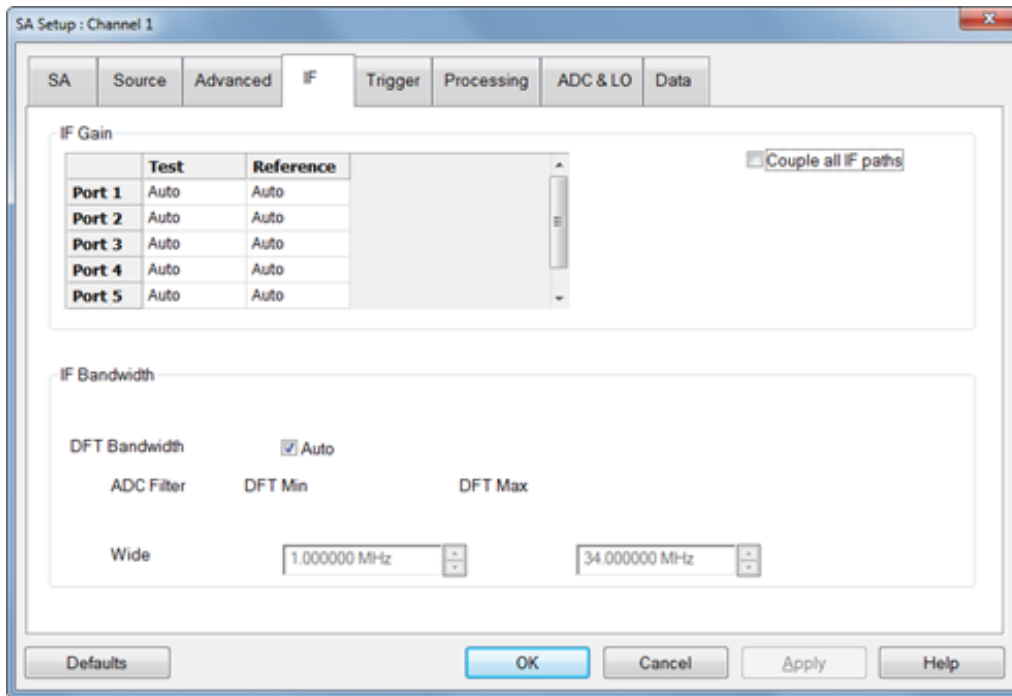 SA Setup : Channel 1
SA Source Advanced IF Trigger Processing ADC & LO Data
IF Gain
Test Reference
Couple all IF paths
Port 1 Auto Auto
Port 2 Auto Auto
Port 3 Auto Auto
Port 4 Auto Auto
Port 5 Auto Auto
IF Bandwidth
DFT Bandwidth Auto
ADC Filter DFT Min DFT Max
Wide 1.000000 MHz 34.000000 MHz
Defaults OK Cancel Apply Help